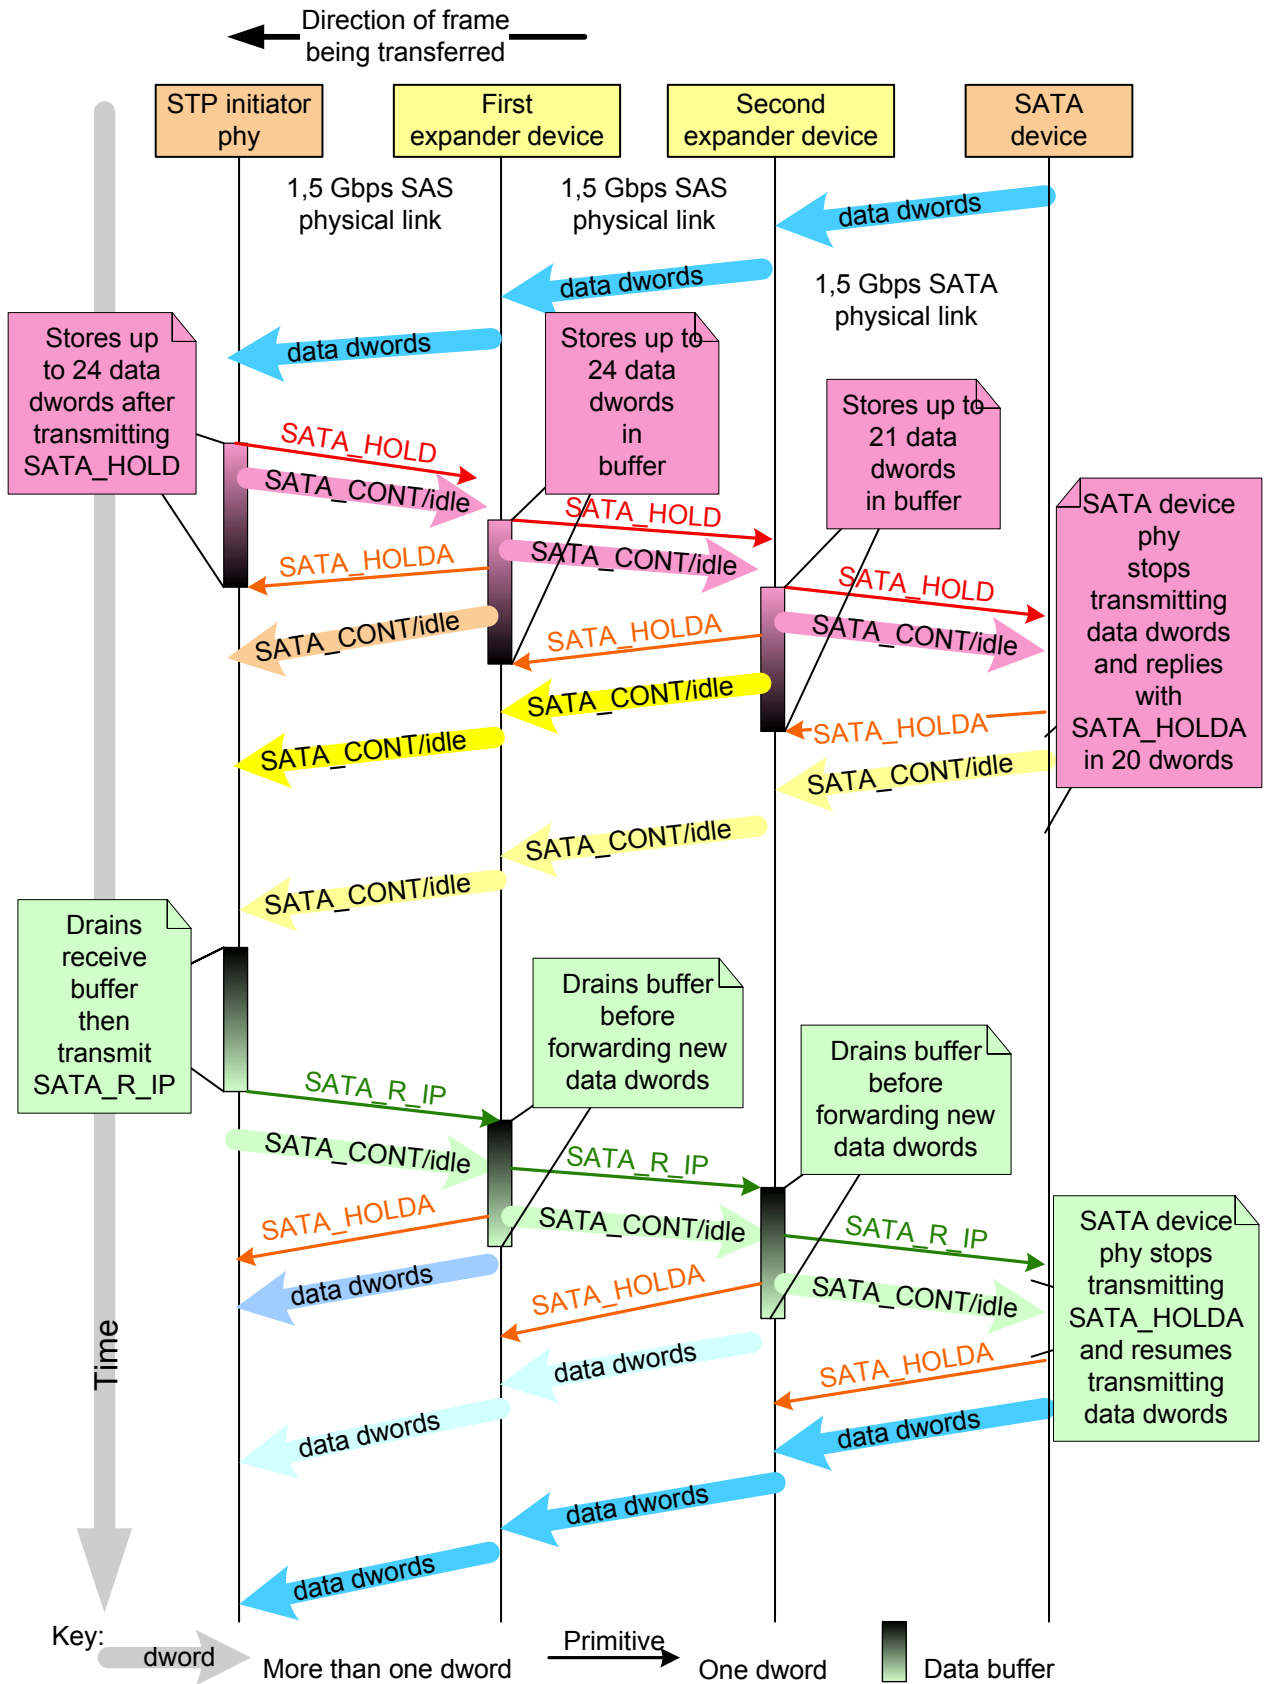 Direction of frame
being transferred
STP initiator
phy
First
expander device
Second
expander device
SATA
device
1,5 Gbps SAS
physical link
1,5 Gbps SAS
physical link
data dwords
data dwords
1,5 Gbps SATA
physical link
data dwords
Stores up
to 24 data
dwords after
transmitting
SATA_HOLD
Stores up to
24 data
dwords
in
buffer
Stores up to
21 data
dwords
in buffer
SATA device
phy
stops
transmitting
data dwords
and replies
with
SATA_HOLDA
in 20 dwords
SATA_HOLD
SATA_CONT/idle
SATA_HOLD
SATA_CONT/idle
SATA_HOLDA
SATA_HOLD
SATA_CONT/idle
SATA_CONT/idle
SATA_HOLDA
SATA_CONT/idle
SATA_HOLDA
SATA_CONT/idle
SATA_CONT/idle
SATA_CONT/idle
SATA_CONT/idle
Drains
receive
buffer
then
transmit
SATA_R_IP
Drains buffer
before
forwarding new
data dwords
Drains buffer
before
forwarding new
data dwords
SATA_R_IP
SATA_CONT/idle
SATA_R_IP
SATA_HOLDA
SATA_CONT/idle
SATA_R_IP
data dwords
SATA_HOLDA
SATA_CONT/idle
SATA device
phy stops
transmitting
SATA_HOLDA
and resumes
transmitting
data dwords
data dwords
SATA_HOLDA
data dwords
data dwords
data dwords
data dwords
Time
Key:
dword
More than one dword
Primitive
One dword
Data buffer